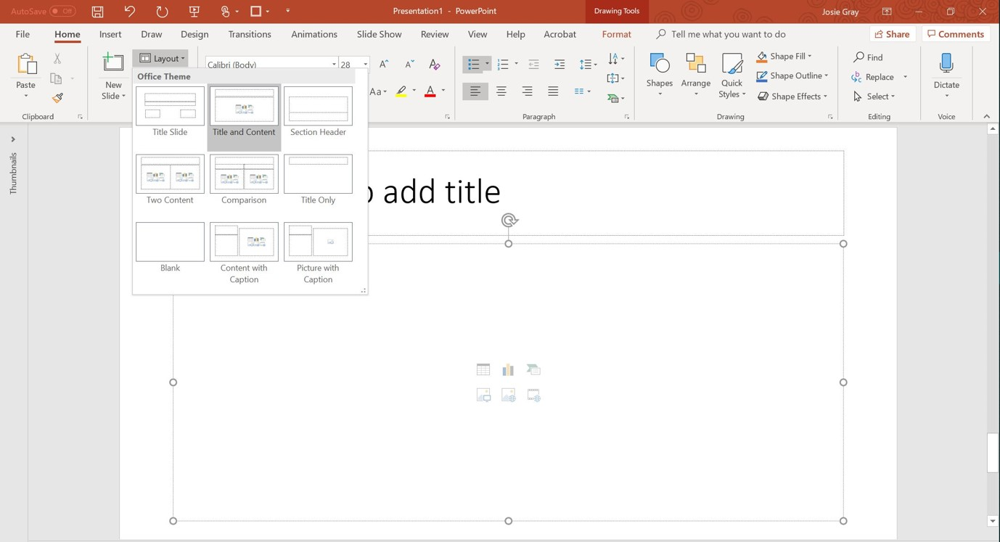 AutoSave Off
Presentation1 - PowerPoint
Drawing Tools
Josie Gray
File Home Insert Draw Design Transitions Animations Slide Show Review View Help Acrobat Format Tell me what you want to do Share Comments
Layout
Calibri (Body) 28
Paste
New
Slide
Aa
A
Shapes
Arrange
Quick
Styles
Shape Fill
Shape Outline
Shape Effects
Find
Replace
Select
Dictate
Clipboard
Paragraph
Drawing
Editing
Voice
Office Theme
Title Slide
Title and Content
Section Header
Two Content
Comparison
Title Only
Blank
Content with
Caption
Picture with
Caption
Thumbnails
add title